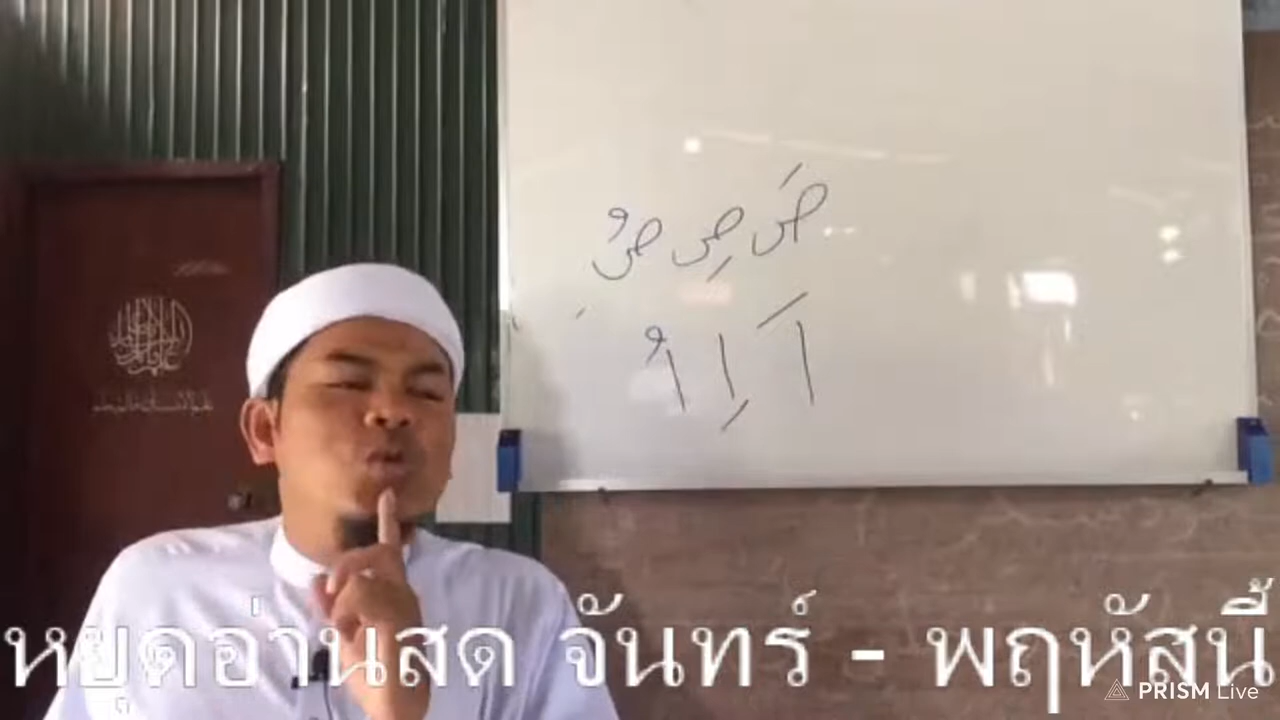 صَ صِ صُ
اَ اِ اُ
หยุดอ่านสด จันทร์ - พฤหัสนี้
PRISM Live